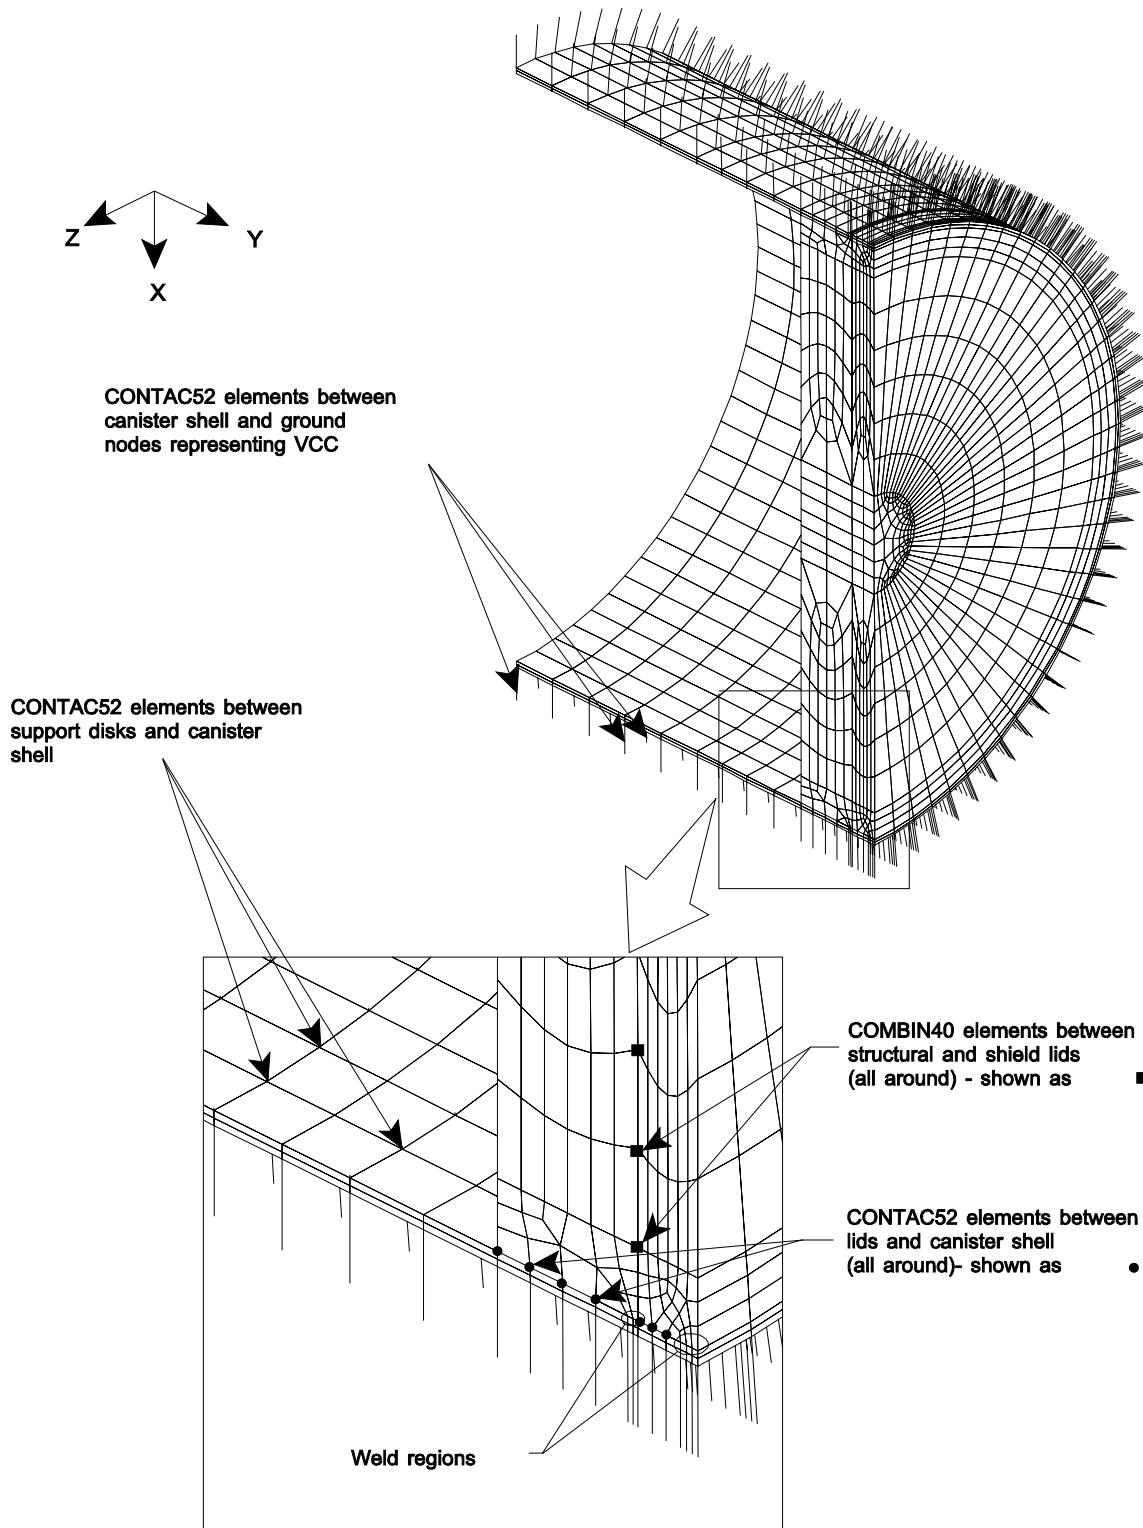 Z
Y
X
CONTAC52 elements between
canister shell and ground
nodes representing VCC
CONTAC52 elements between
support disks and canister
shell
COMBIN40 elements between
structural and shield lids
(all around) - shown as
CONTAC52 elements between
lids and canister shell
(all around)- shown as
Weld regions